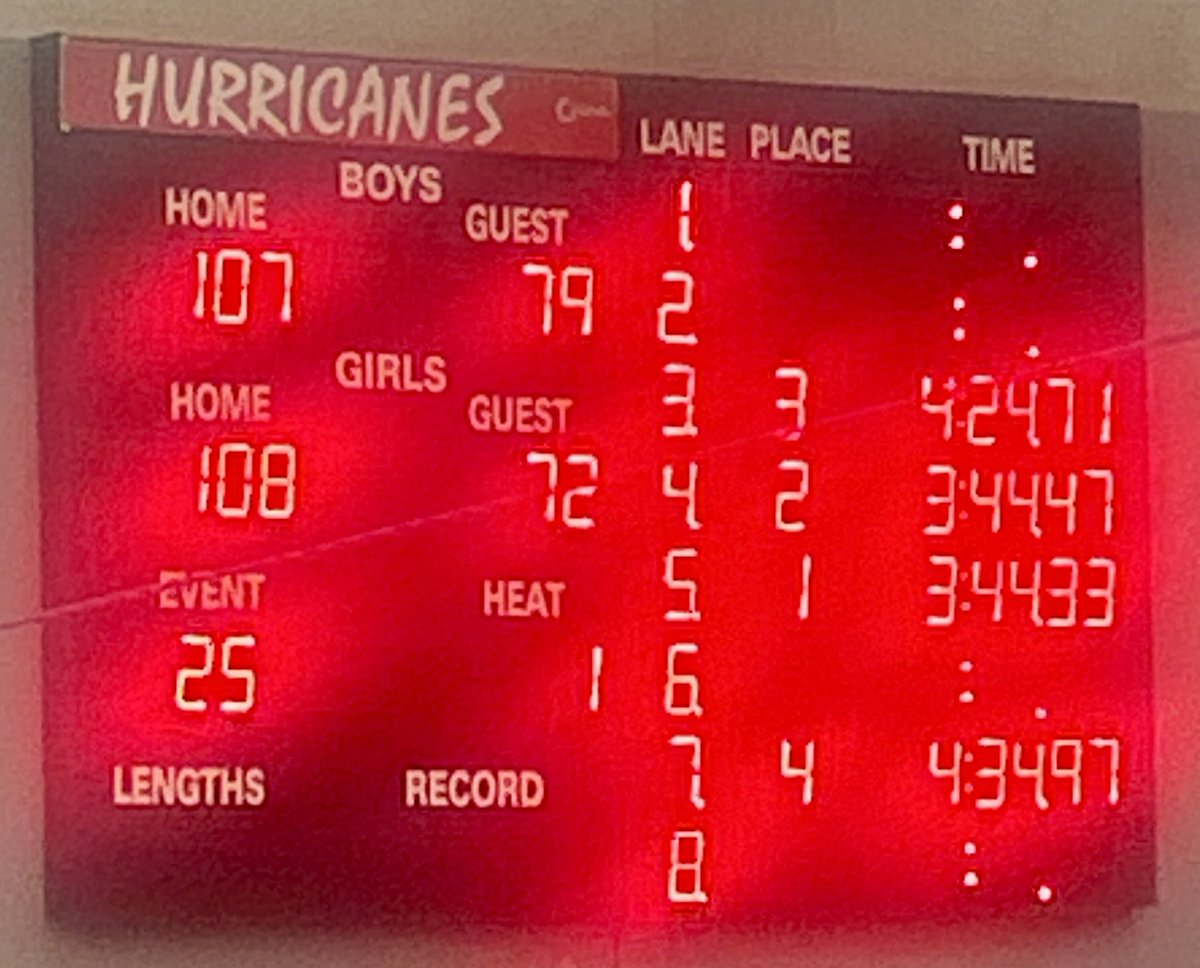 HURRICANES
LANE PLACE TIME
BOYS
HOME GUEST
107 79
GIRLS
HOME GUEST
108 72
EVENT HEAT
25 1
LENGTHS RECORD
1 : .
2 : .
3 3 4:24.71
4 2 3:44.47
5 1 3:44.33
6 : .
7 4 4:34.97
8 : .